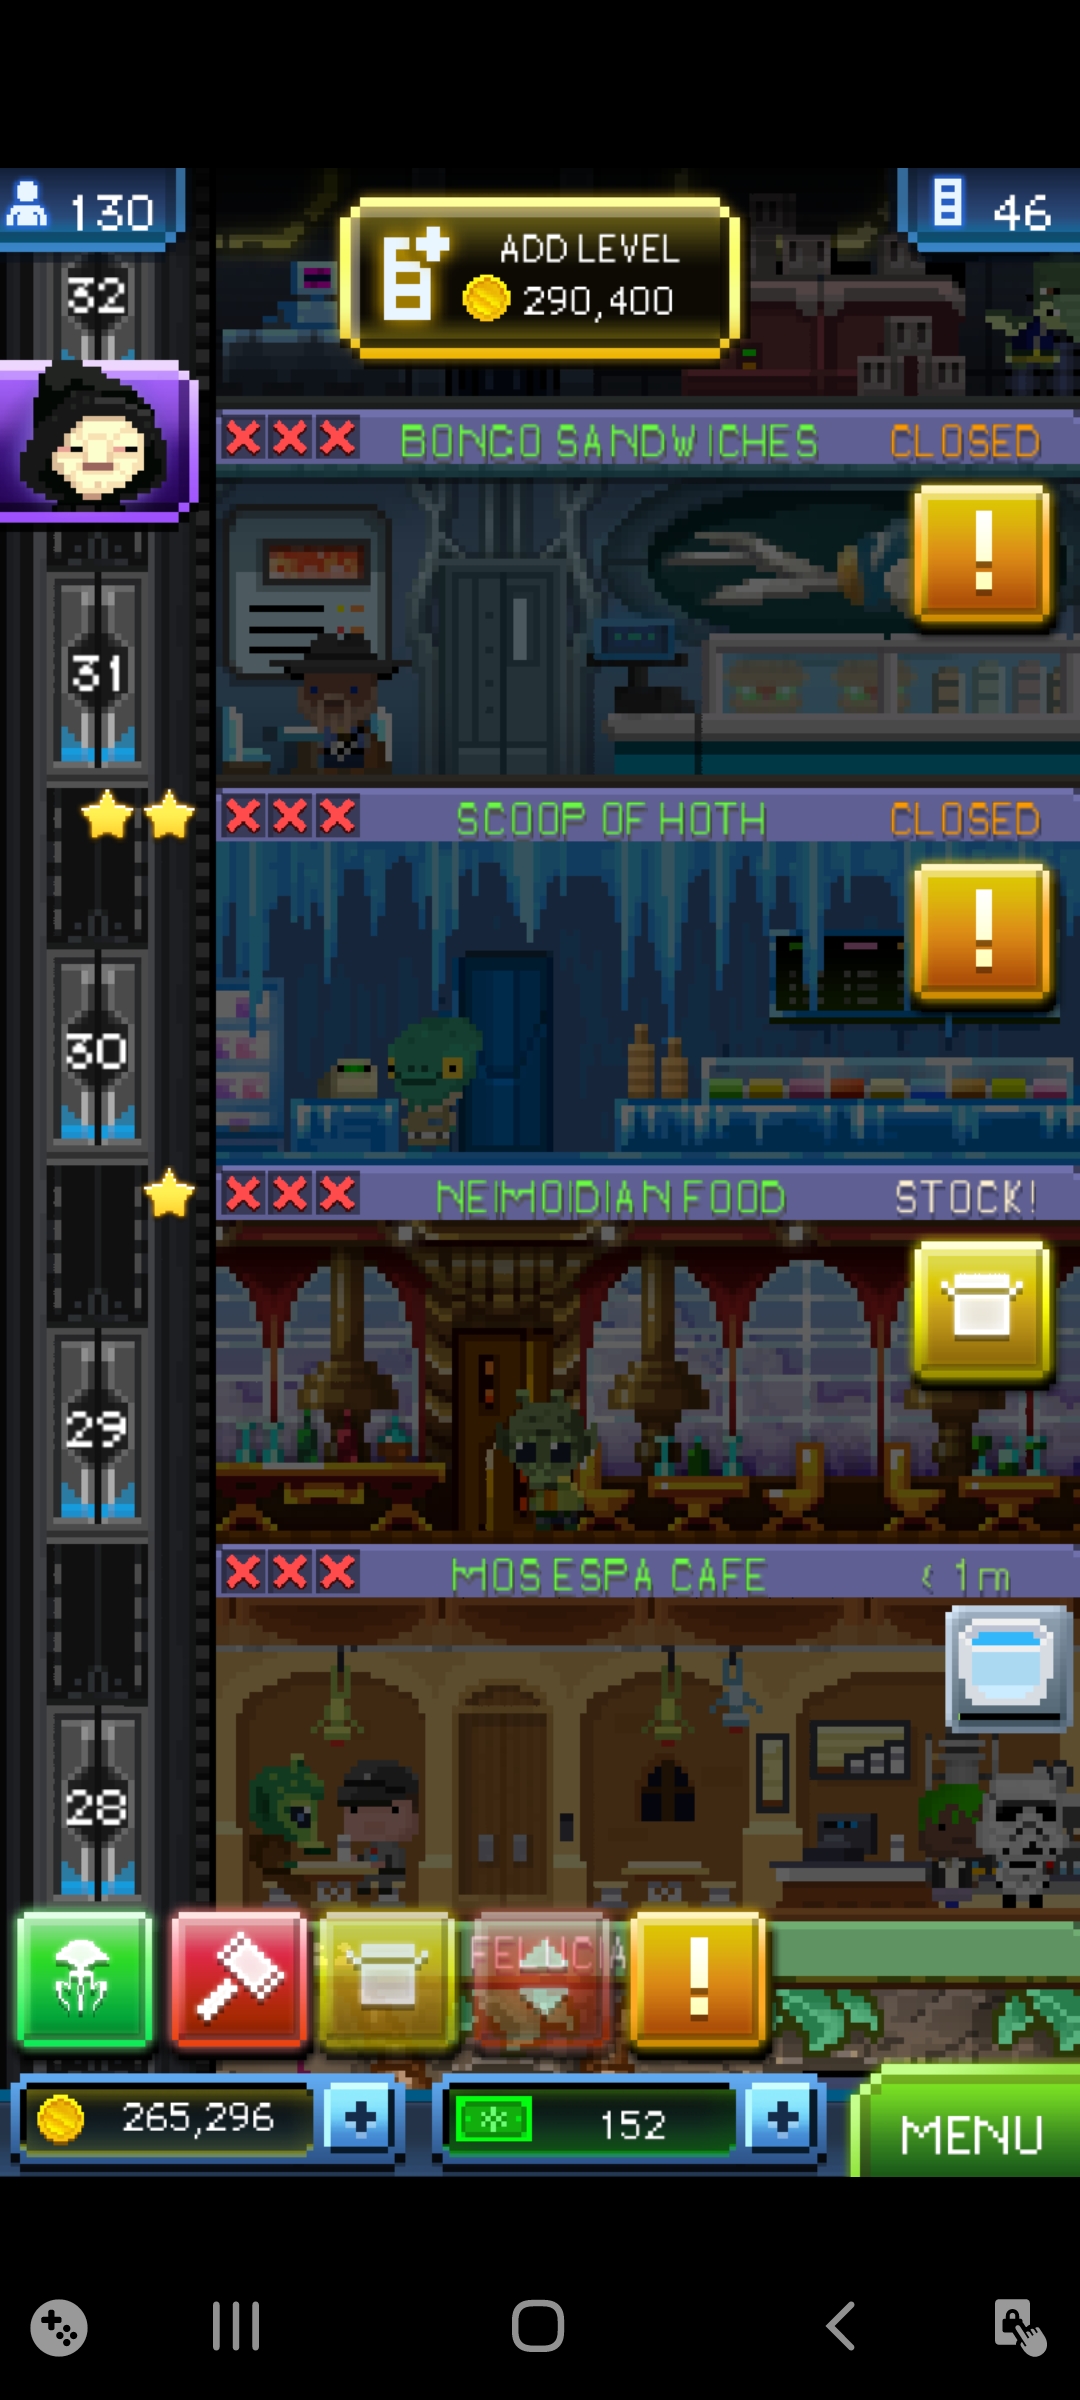 130
ADD LEVEL
290,400
46
32
BONGO SANDWICHES
CLOSED
31
SCOOP OF HOTH
CLOSED
30
NEIMOIDIAN FOOD
STOCK!
29
MOS ESPA CAFE
< 1m
28
FELUCIA
265,296
152
MENU